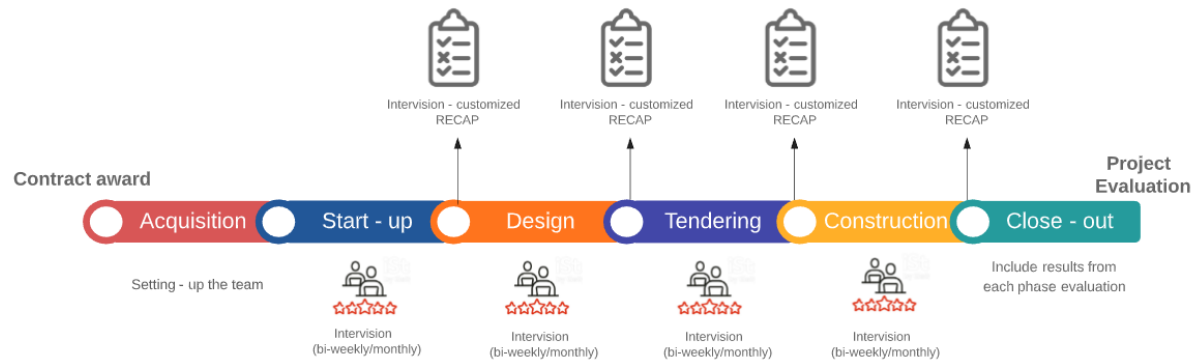 Intervision - customized
RECAP
Intervision - customized
RECAP
Intervision - customized
RECAP
Intervision - customized
RECAP
Contract award
Project
Evaluation
Acquisition
Start - up
Design
Tendering
Construction
Close - out
Setting - up the team
Intervision
(bi-weekly/monthly)
Intervision
(bi-weekly/monthly)
Intervision
(bi-weekly/monthly)
Intervision
(bi-weekly/monthly)
Include results from
each phase evaluation